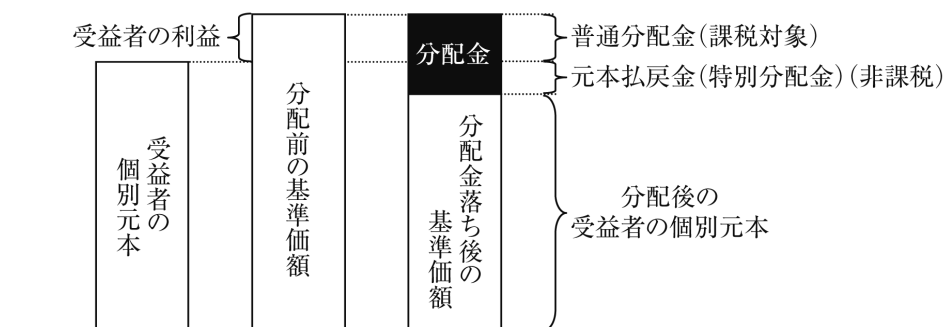 受益者の利益
分配金
普通分配金(課税対象)
元本払戻金(特別分配金)(非課税)
受益者の
個別元本
分配前の基準価額
分配金落ち後の
基準価額
分配後の
受益者の個別元本